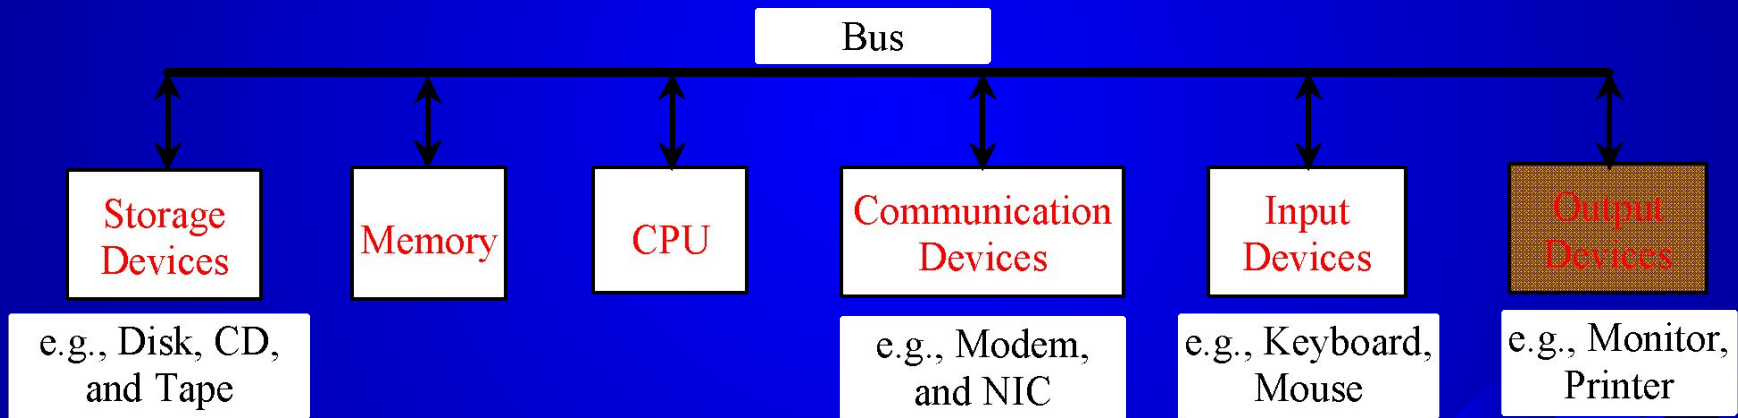 Bus
Storage
Devices
Memory
CPU
Communication
Devices
Input
Devices
Output
Devices
e.g., Disk, CD,
and Tape
e.g., Modem,
and NIC
e.g., Keyboard,
Mouse
e.g., Monitor,
Printer